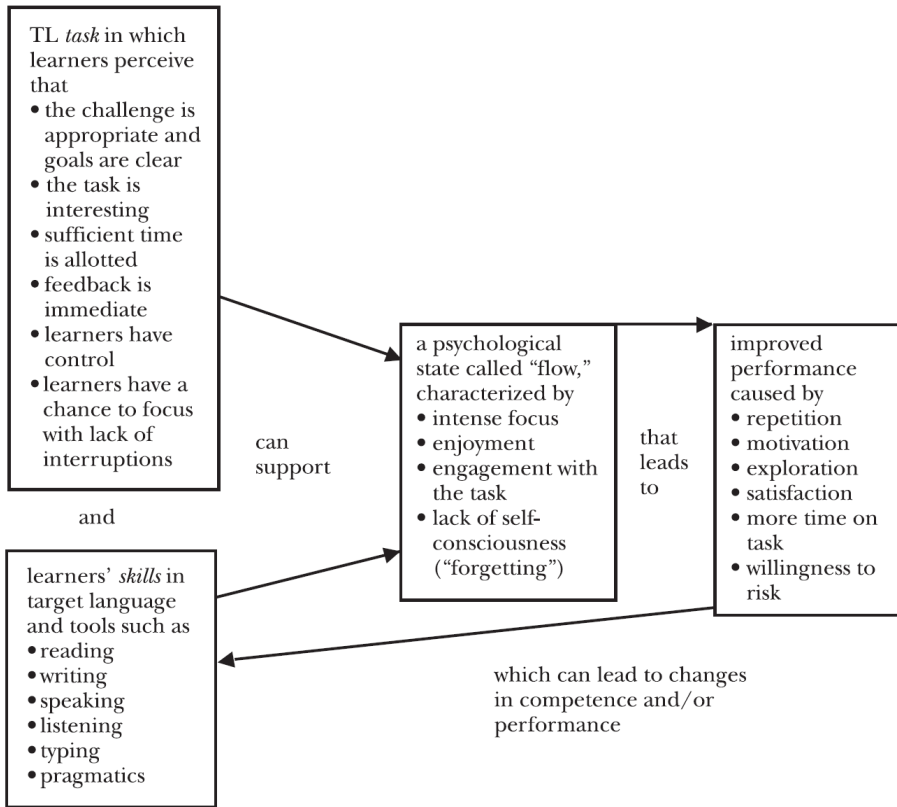 TL task in which
learners perceive
that
• the challenge is
appropriate and
goals are clear
• the task is
interesting
• sufficient time
is allotted
• feedback is
immediate
• learners have
control
• learners have a
chance to focus
with lack of
interruptions
and
learners’ skills in
target language
and tools such as
• reading
• writing
• speaking
• listening
• typing
• pragmatics
can
support
a psychological
state called “flow,”
characterized by
• intense focus
• enjoyment
• engagement with
the task
• lack of self-
consciousness
(“forgetting”)
that
leads
to
improved
performance
caused by
• repetition
• motivation
• exploration
• satisfaction
• more time on
task
• willingness to
risk
which can lead to changes
in competence and/or
performance